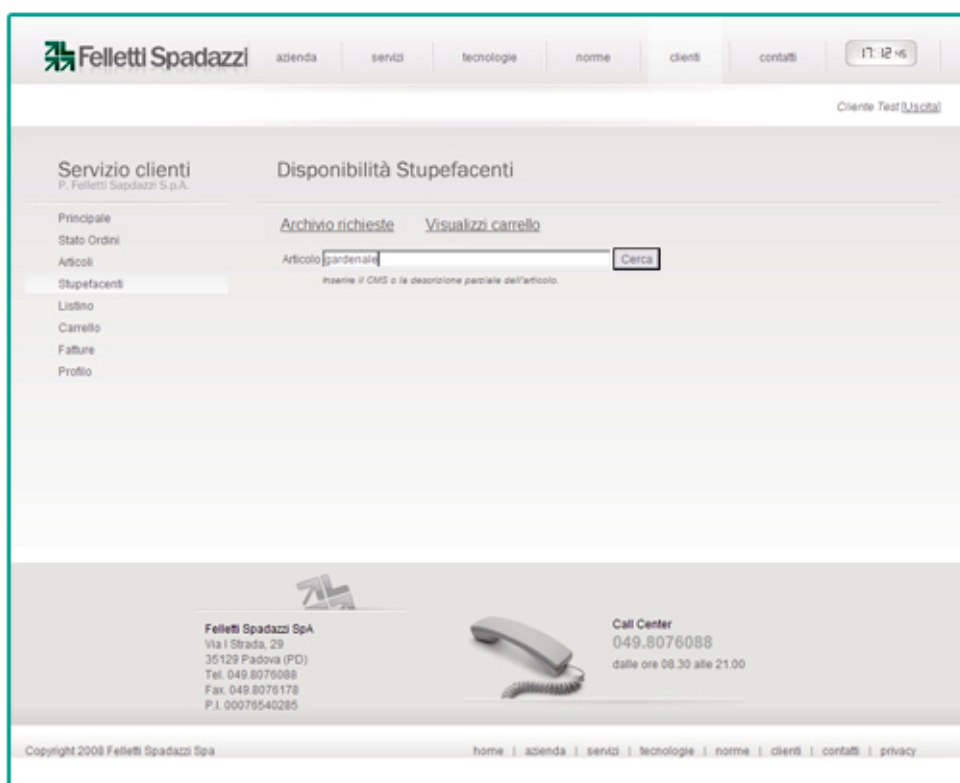 Felletti Spadazzi azienda servizi tecnologie norme clienti contatti 17:12 45
Cliente Test [Uscita]
Servizio clienti
P. Felletti Sapdazzi S.p.A.
Disponibilità Stupefacenti
Principale
Stato Ordini
Articoli
Stupefacenti
Listino
Carrello
Fatture
Profilo
Archivio richieste Visualizzi carrello
Articolo gardenale Cerca
Inserire il CMS o la descrizione parziale dell'articolo.
Felletti Spadazzi SpA
Via I Strada, 29
35129 Padova (PD)
Tel. 049.8076088
Fax. 049.8076178
P.I. 00076540285
Call Center
049.8076088
dalle ore 08.30 alle 21.00
Copyright 2008 Felletti Spadazzi Spa home | azienda | servizi | tecnologie | norme | clienti | contatti | privacy